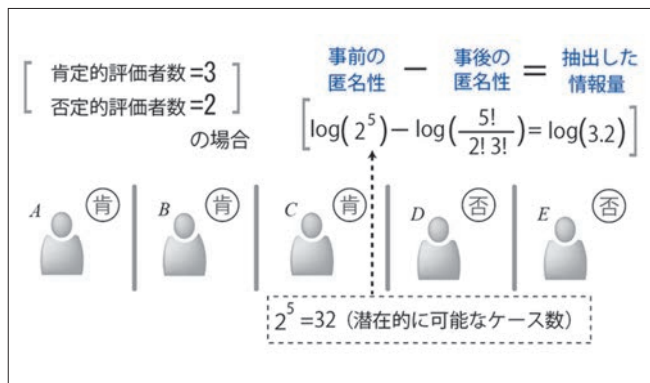 肯定的評価者数=3
否定的評価者数=2
の場合
事前の匿名性 − 事後の匿名性 = 抽出した情報量
[log(2^5)−log(5!/2! 3!)=log(3.2)]
A 肯 B 肯 C 肯 D 否 E 否
2^5=32（潜在的に可能なケース数）